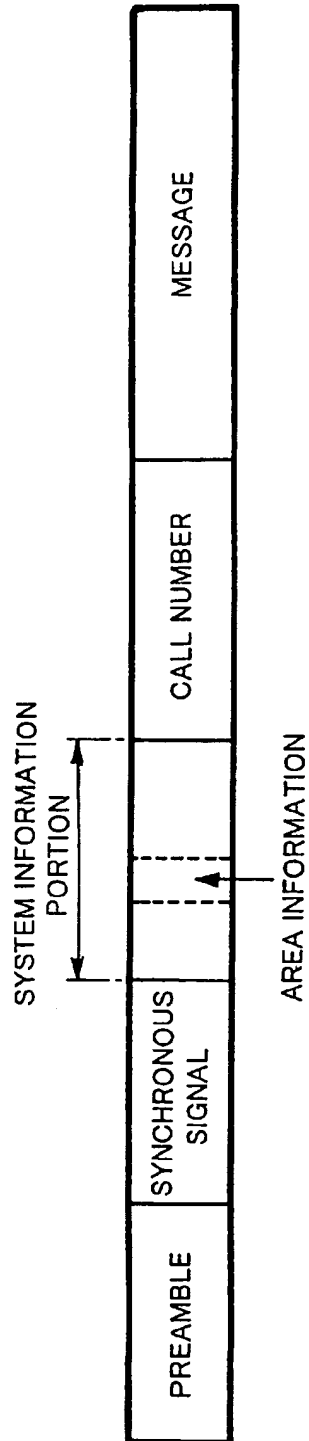 SYSTEM INFORMATION
PORTION
PREAMBLE
SYNCHRONOUS
SIGNAL
CALL NUMBER
MESSAGE
AREA INFORMATION